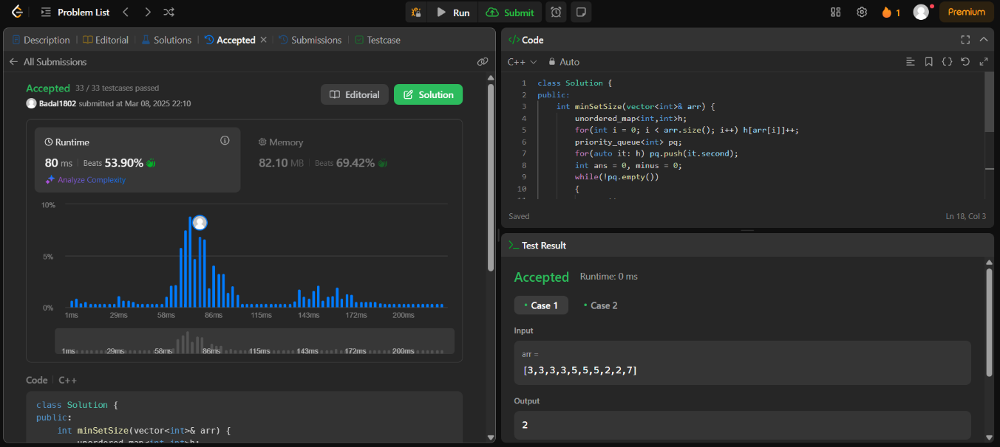 Problem List
Run
Submit
1
Premium
Description
Editorial
Solutions
Accepted
Submissions
Testcase
All Submissions
Accepted 33 / 33 testcases passed
Badal1802 submitted at Mar 08, 2025 22:10
Editorial
Solution
Runtime
80 ms Beats 53.90%
Analyze Complexity
Memory
82.10 MB Beats 69.42%
10%
5%
0%
1ms 29ms 58ms 86ms 115ms 143ms 172ms 200ms
1ms 29ms 58ms 86ms 115ms 143ms 172ms 200ms
Code C++
class Solution {
public:
int minSetSize(vector<int>& arr) {
unordered_map<int,int>h;
</> Code
C++ Auto
1 class Solution {
2 public:
3 int minSetSize(vector<int>& arr) {
4 unordered_map<int,int>h;
5 for(int i = 0; i < arr.size(); i++) h[arr[i]]++;
6 priority_queue<int> pq;
7 for(auto it: h) pq.push(it.second);
8 int ans = 0, minus = 0;
9 while(!pq.empty())
10 {
Saved
Ln 18, Col 3
>_ Test Result
Accepted Runtime: 0 ms
• Case 1
• Case 2
Input
arr =
[3,3,3,3,5,5,5,2,2,7]
Output
2